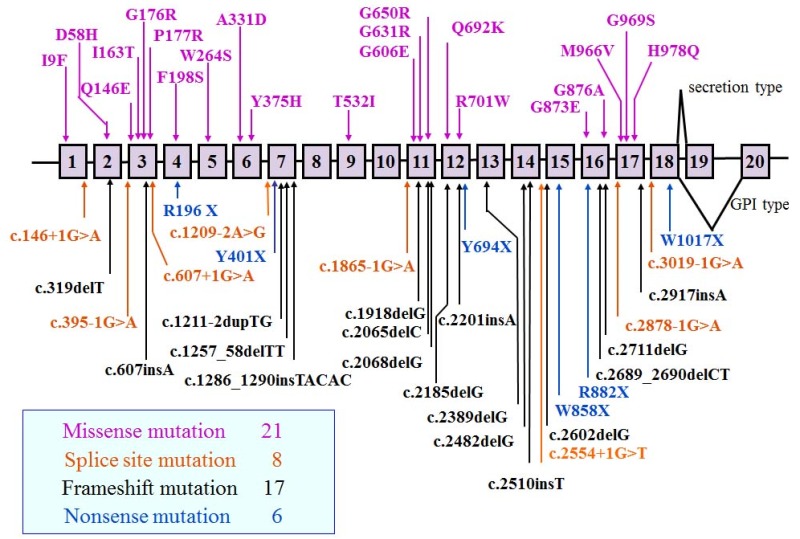 G650R
G969S
G176R
A331D
G631R
Q692K
D58H
P177R
M966V
H978Q
I163T
W264S
G606E
I9F
F198S
G876A
secretion type
Q146E
Y375H
T532I
R701W
G873E
1 2 3 4 5 6 7 8 9 10 11 12 13 14 15 16 17 18 19 20
R196 X
GPI type
c.146+1G>A
c.1209-2A>G
W1017X
Y401X
Y694X
c.1865-1G>A
c.3019-1G>A
c.607+1G>A
c.319delT
c.2917insA
c.395-1G>A
c.1211-2dupTG
c.1918delG
c.2201insA
c.2878-1G>A
c.2065delC
c.1257_58delTT
c.2711delG
c.607insA
c.2068delG
c.2689_2690delCT
c.1286_1290insTACAC
c.2185delG
R882X
W858X
c.2389delG
c.2482delG
c.2602delG
c.2554+1G>T
c.2510insT
Missense mutation 21
Splice site mutation 8
Frameshift mutation 17
Nonsense mutation 6